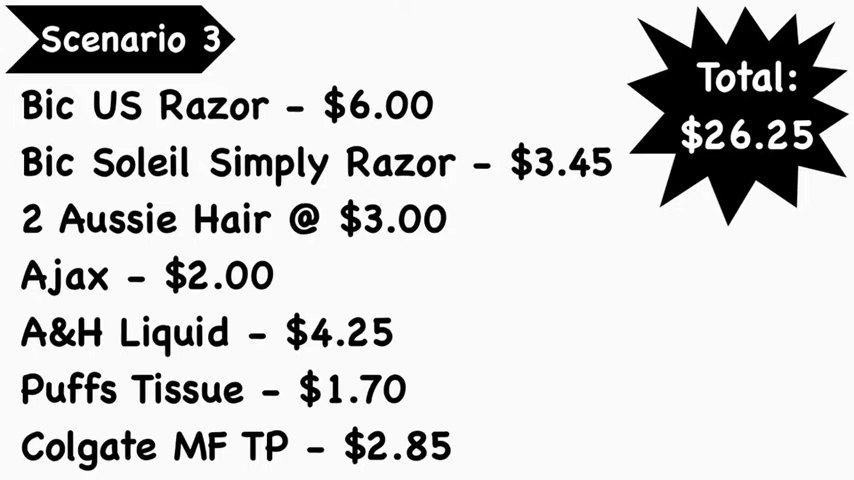 Scenario 3
Total:
$26.25
Bic US Razor - $6.00
Bic Soleil Simply Razor - $3.45
2 Aussie Hair @ $3.00
Ajax - $2.00
A&H Liquid - $4.25
Puffs Tissue - $1.70
Colgate MF TP - $2.85